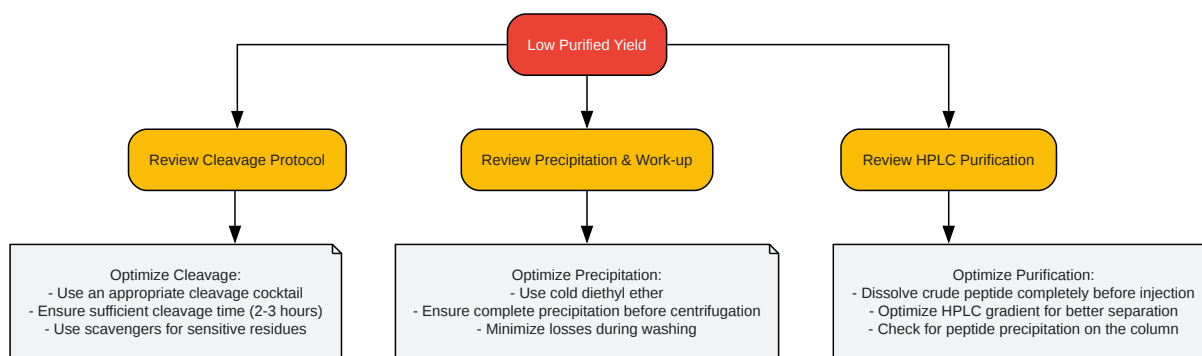 Low Purified Yield
Review Cleavage Protocol
Review Precipitation & Work-up
Review HPLC Purification
Optimize Cleavage:
- Use an appropriate cleavage cocktail
- Ensure sufficient cleavage time (2-3 hours)
- Use scavengers for sensitive residues
Optimize Precipitation:
- Use cold diethyl ether
- Ensure complete precipitation before centrifugation
- Minimize losses during washing
Optimize Purification:
- Dissolve crude peptide completely before injection
- Optimize HPLC gradient for better separation
- Check for peptide precipitation on the column